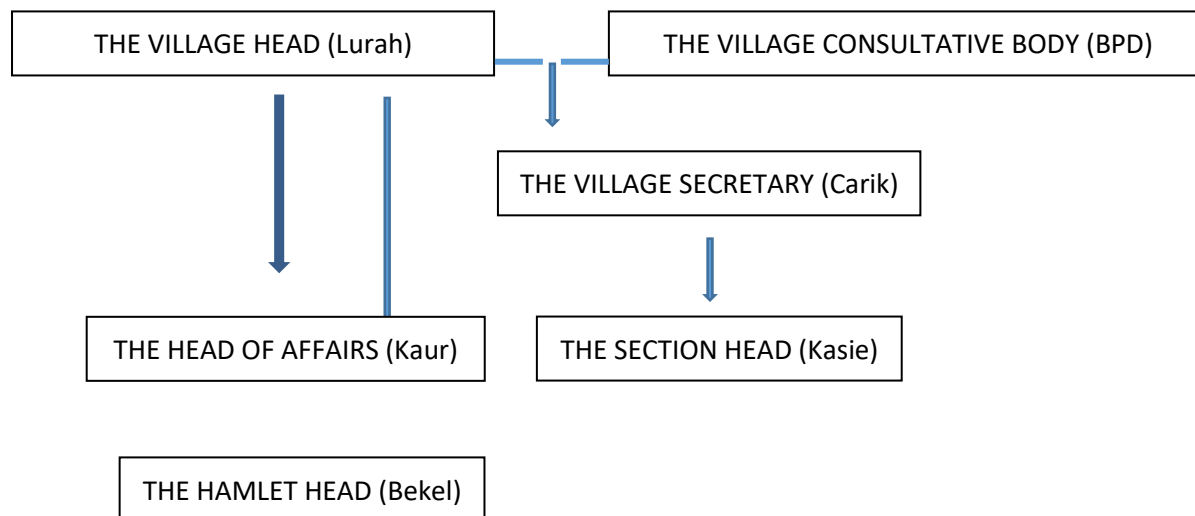 THE VILLAGE HEAD (Lurah)
THE VILLAGE CONSULTATIVE BODY (BPD)
THE VILLAGE SECRETARY (Carik)
THE HEAD OF AFFAIRS (Kaur)
THE SECTION HEAD (Kasie)
THE HAMLET HEAD (Bekel)